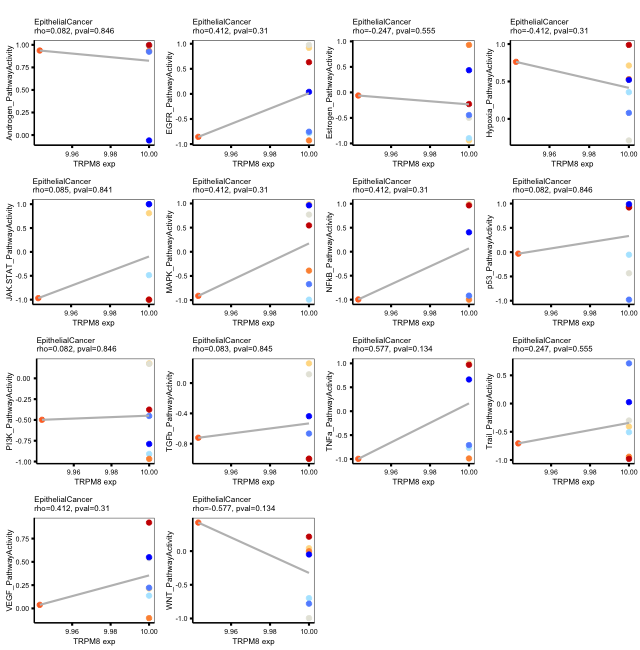 EpithelialCancer
rho=0.082, pval=0.846
Androgen_PathwayActivity
1.00
0.75
0.50
0.25
0.00
9.96
9.98
10.00
TRPM8 exp
EpithelialCancer
rho=0.412, pval=0.31
EGFR_PathwayActivity
1.0
0.5
0.0
-0.5
-1.0
9.96
9.98
10.00
TRPM8 exp
EpithelialCancer
rho=-0.247, pval=0.555
Estrogen_PathwayActivity
1.0
0.5
0.0
-0.5
-1.0
9.96
9.98
10.00
TRPM8 exp
EpithelialCancer
rho=-0.412, pval=0.31
Hypoxia_PathwayActivity
1.0
0.5
0.0
9.96
9.98
10.00
TRPM8 exp
EpithelialCancer
rho=0.085, pval=0.841
JAK-STAT_PathwayActivity
1.0
0.5
0.0
-0.5
-1.0
9.96
9.98
10.00
TRPM8 exp
EpithelialCancer
rho=0.412, pval=0.31
MAPK_PathwayActivity
1.0
0.5
0.0
-0.5
-1.0
9.96
9.98
10.00
TRPM8 exp
EpithelialCancer
rho=0.412, pval=0.31
NFkB_PathwayActivity
1.0
0.5
0.0
-0.5
-1.0
9.96
9.98
10.00
TRPM8 exp
EpithelialCancer
rho=0.082, pval=0.846
p53_PathwayActivity
1.0
0.5
0.0
-0.5
-1.0
9.96
9.98
10.00
TRPM8 exp
EpithelialCancer
rho=0.082, pval=0.846
PI3K_PathwayActivity
0.00
-0.25
-0.50
-0.75
-1.00
9.96
9.98
10.00
TRPM8 exp
EpithelialCancer
rho=0.083, pval=0.845
TGFb_PathwayActivity
0.0
-0.4
-0.8
9.96
9.98
10.00
TRPM8 exp
EpithelialCancer
rho=0.577, pval=0.134
TNFa_PathwayActivity
1.0
0.5
0.0
-0.5
-1.0
9.96
9.98
10.00
TRPM8 exp
EpithelialCancer
rho=0.247, pval=0.555
Trail_PathwayActivity
0.5
0.0
-0.5
-1.0
9.96
9.98
10.00
TRPM8 exp
EpithelialCancer
rho=0.412, pval=0.31
VEGF_PathwayActivity
0.75
0.50
0.25
0.00
9.96
9.98
10.00
TRPM8 exp
EpithelialCancer
rho=-0.577, pval=0.134
WNT_PathwayActivity
0.0
-0.5
-1.0
9.96
9.98
10.00
TRPM8 exp